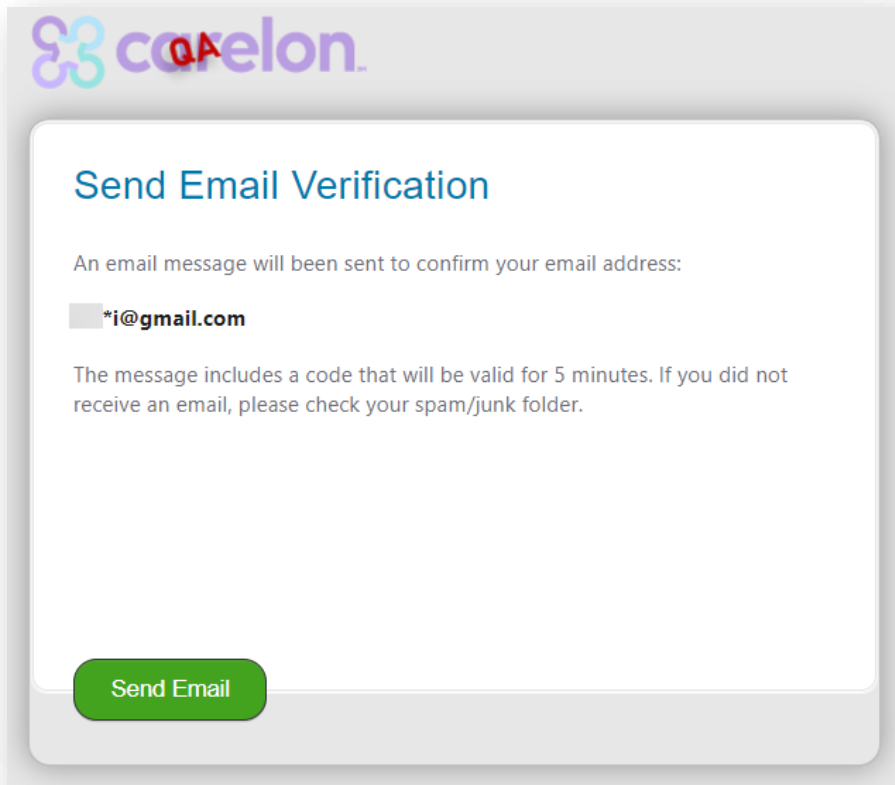 carelon
QA
Send Email Verification
An email message will been sent to confirm your email address:
*i@gmail.com
The message includes a code that will be valid for 5 minutes. If you did not
receive an email, please check your spam/junk folder.
Send Email